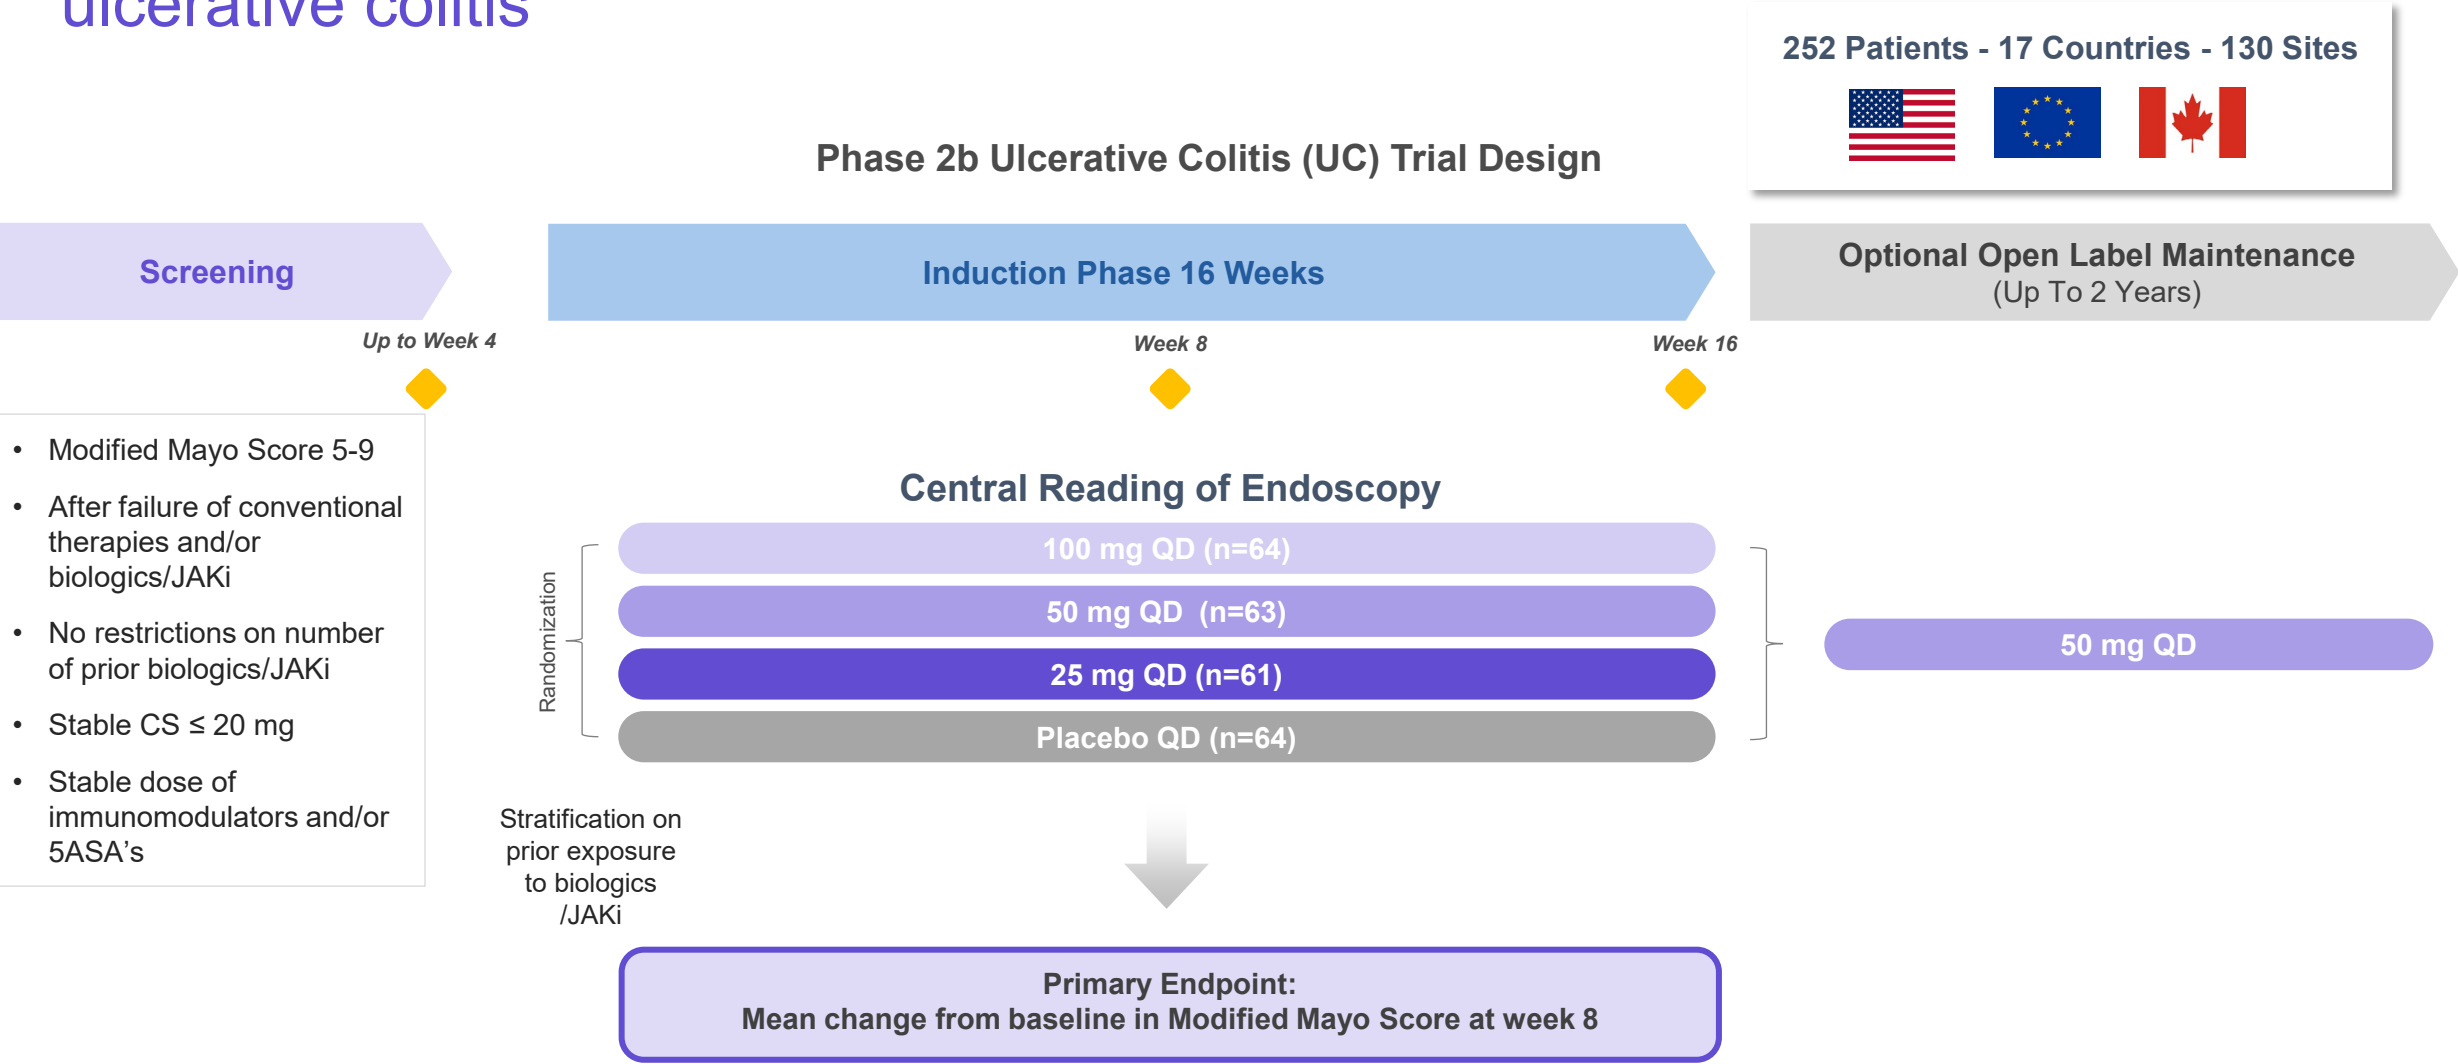 ulcerative colitis
252 Patients - 17 Countries - 130 Sites
Phase 2b Ulcerative Colitis (UC) Trial Design
Screening
Induction Phase 16 Weeks
Optional Open Label Maintenance
(Up To 2 Years)
Up to Week 4
Week 8
Week 16
• Modified Mayo Score 5-9
• After failure of conventional
therapies and/or
biologics/JAKi
• No restrictions on number
of prior biologics/JAKi
• Stable CS ≤ 20 mg
• Stable dose of
immunomodulators and/or
5ASA's
Central Reading of Endoscopy
Randomization
100 mg QD (n=64)
50 mg QD (n=63)
25 mg QD (n=61)
Placebo QD (n=64)
50 mg QD
Stratification on
prior exposure
to biologics
/JAKi
Primary Endpoint:
Mean change from baseline in Modified Mayo Score at week 8